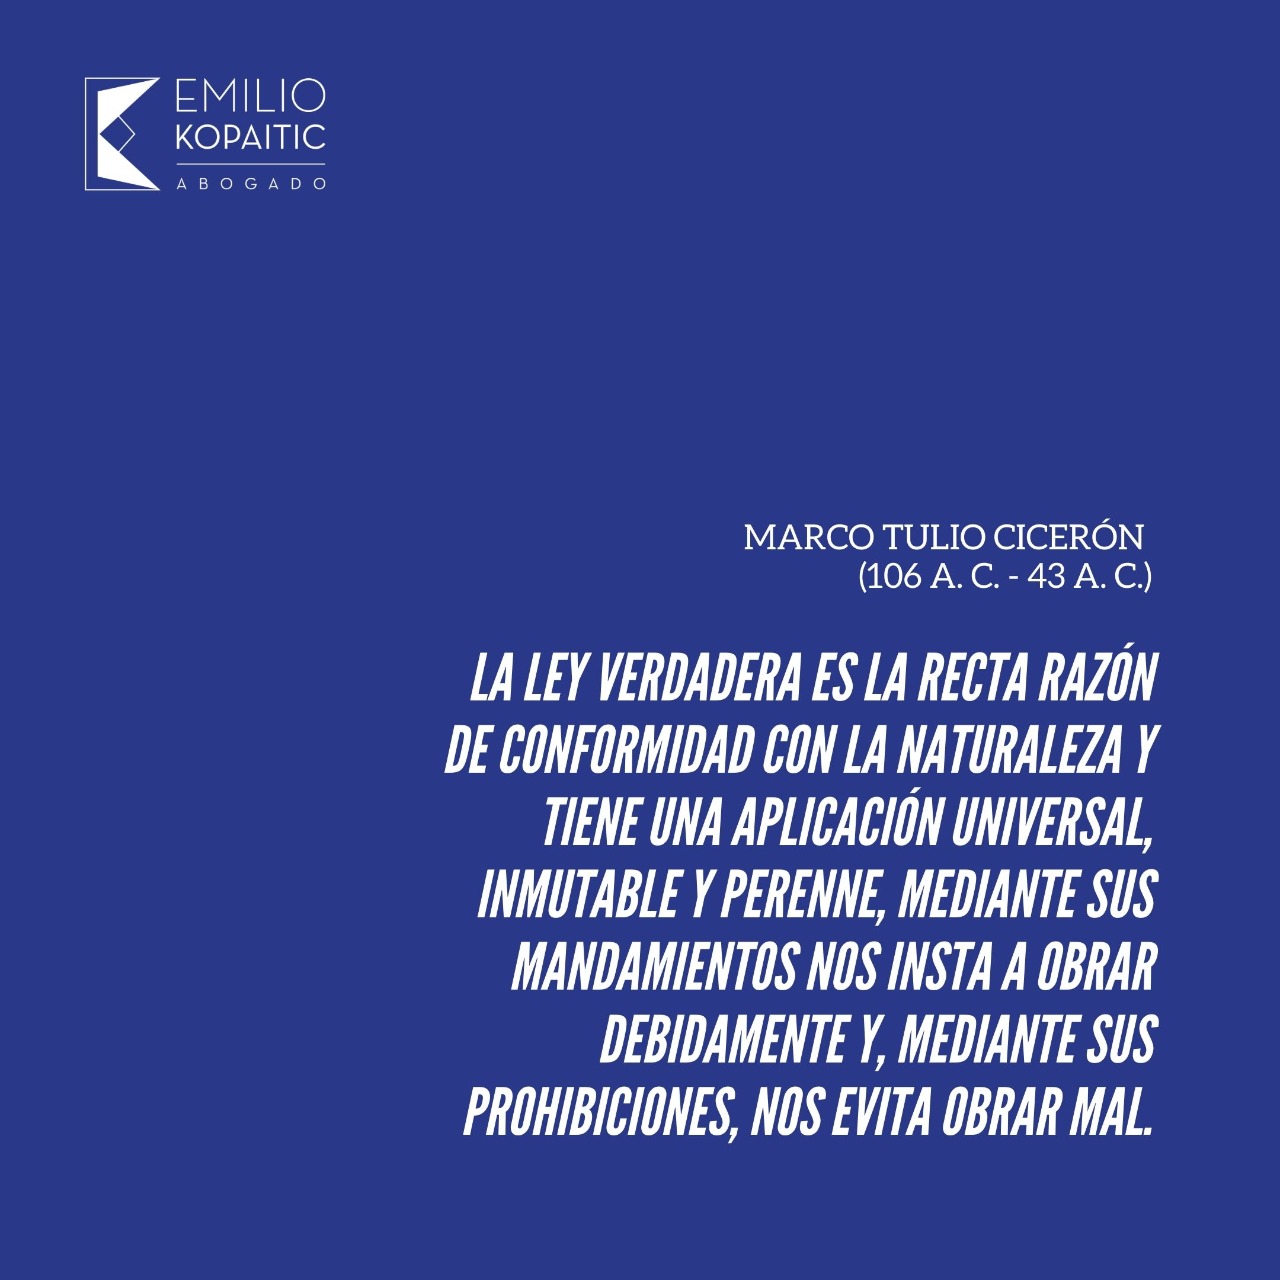 EMILIO
KOPAITIC
ABOGADO
MARCO TULIO CICERÓN
(106 A. C. - 43 A. C.)
LA LEY VERDADERA ES LA RECTA RAZÓN
DE CONFORMIDAD CON LA NATURALEZA Y
TIENE UNA APLICACIÓN UNIVERSAL,
INMUTABLE Y PERENNE, MEDIANTE SUS
MANDAMIENTOS NOS INSTA A OBRAR
DEBIDAMENTE Y, MEDIANTE SUS
PROHIBICIONES, NOS EVITA OBRAR MAL.